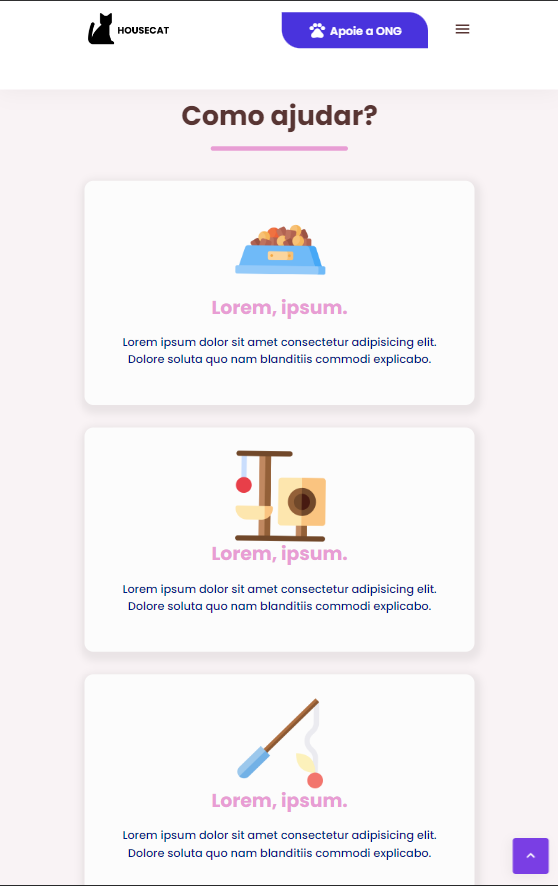 HOUSECAT
Apoie a ONG
Como ajudar?
Lorem, ipsum.
Lorem ipsum dolor sit amet consectetur adipisicing elit.
Dolore soluta quo nam blanditiis commodi explicabo.
Lorem, ipsum.
Lorem ipsum dolor sit amet consectetur adipisicing elit.
Dolore soluta quo nam blanditiis commodi explicabo.
Lorem, ipsum.
Lorem ipsum dolor sit amet consectetur adipisicing elit.
Dolore soluta quo nam blanditiis commodi explicabo.